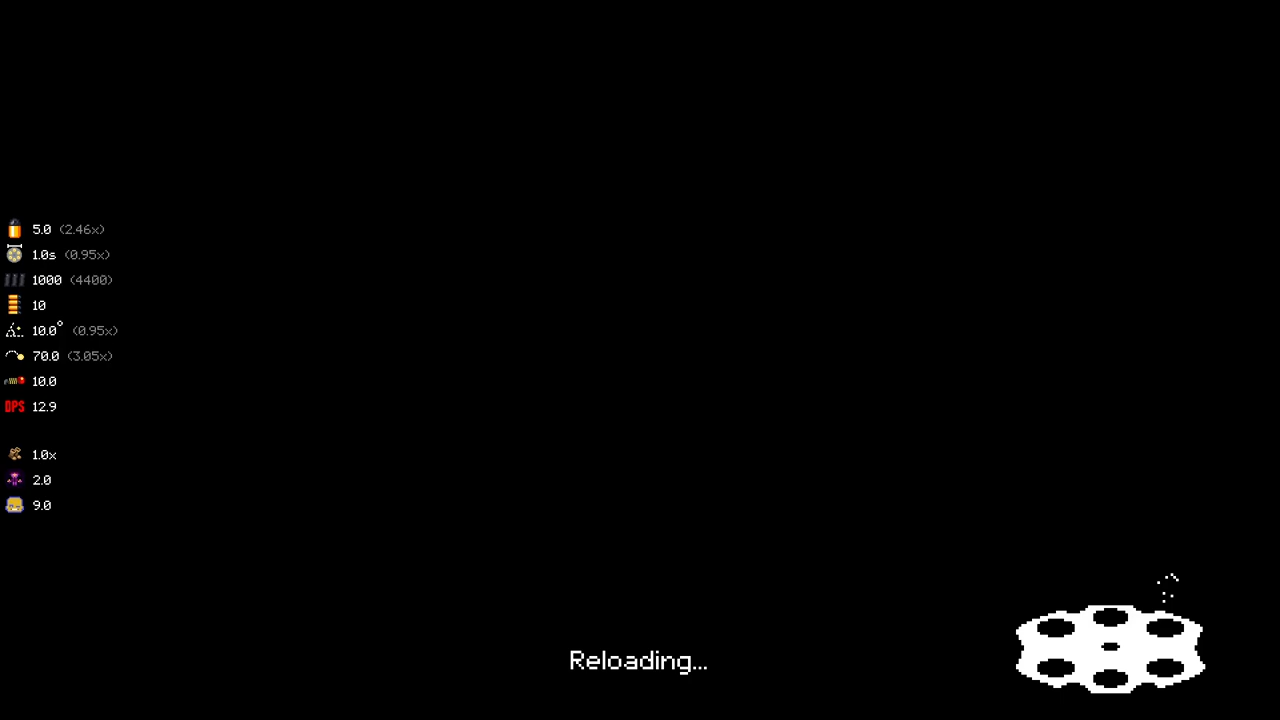 5.0 (2.46x)
1.0s (0.95x)
1000 (4400)
10
10.0° (0.95x)
70.0 (3.05x)
10.0
DPS 12.9
1.0x
2.0
9.0
Reloading...